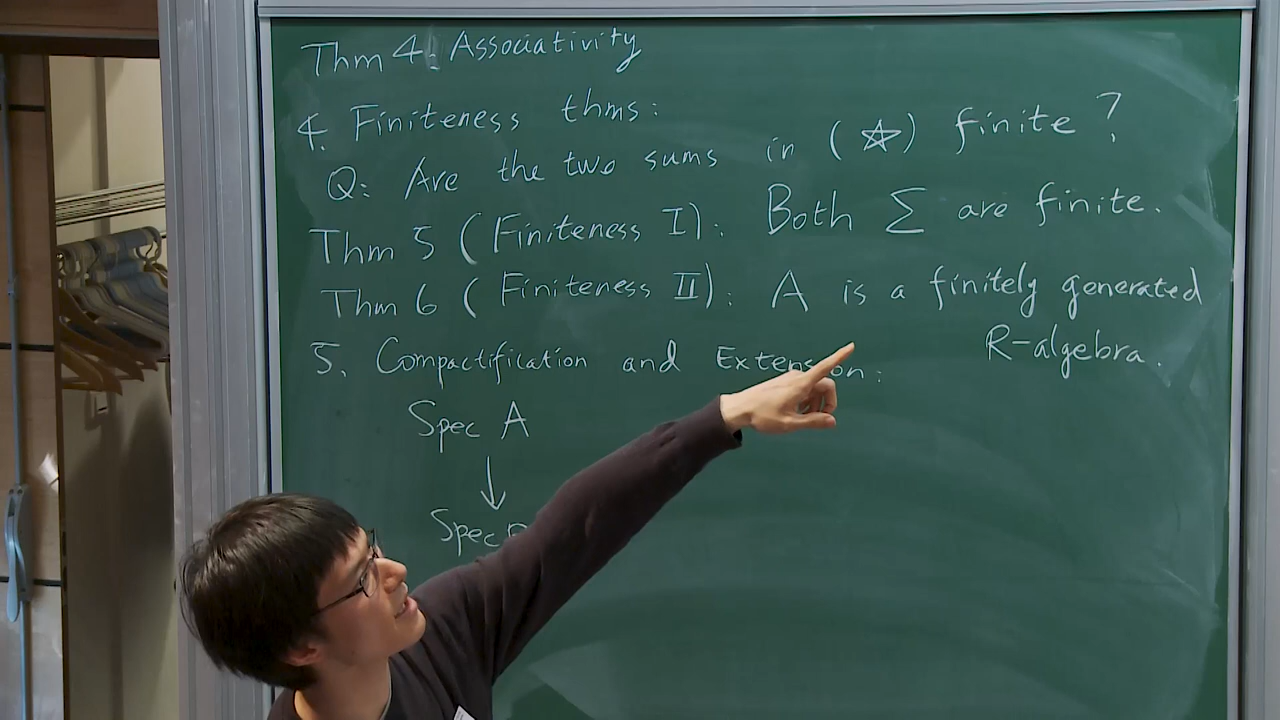 Thm 4. Associativity
4. Finiteness thms:
Q: Are the two sums in (☆) finite?
Thm 5 (Finiteness I): Both Σ are finite.
Thm 6 (Finiteness II): A is a finitely generated
R-algebra.
5. Compactification and Extension:
Spec A
↓
Spec